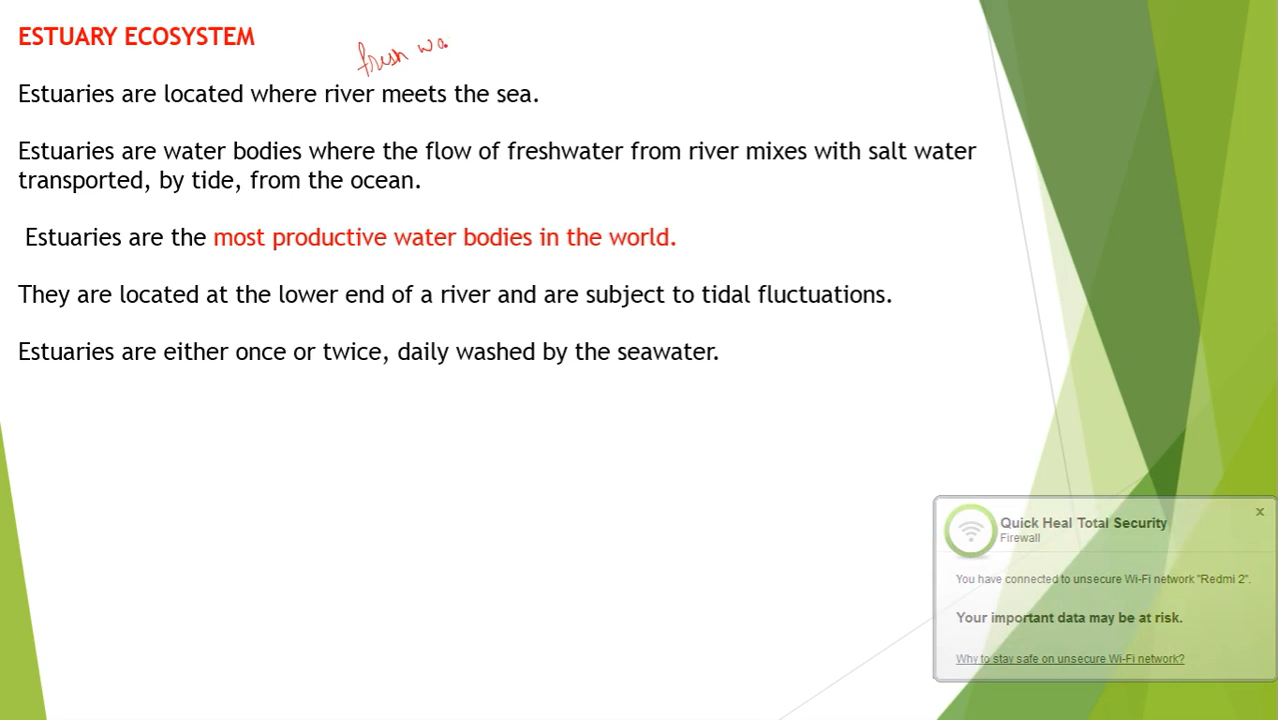 ESTUARY ECOSYSTEM
fresh wa
Estuaries are located where river meets the sea.
Estuaries are water bodies where the flow of freshwater from river mixes with salt water
transported, by tide, from the ocean.
Estuaries are the most productive water bodies in the world.
They are located at the lower end of a river and are subject to tidal fluctuations.
Estuaries are either once or twice, daily washed by the seawater.
x
Quick Heal Total Security
Firewall
You have connected to unsecure Wi-Fi network "Redmi 2".
Your important data may be at risk.
Why to stay safe on unsecure Wi-Fi network?